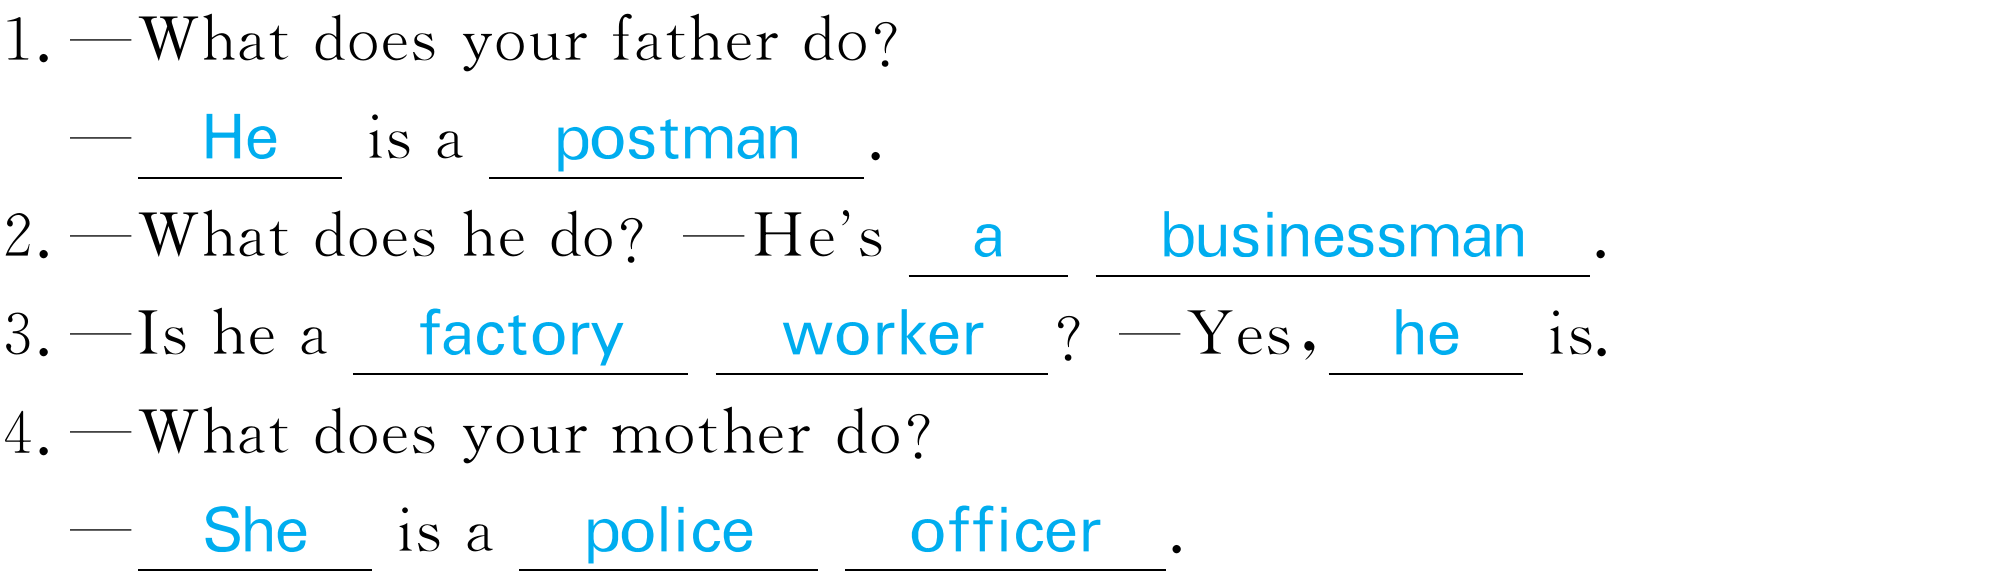 1. —What does your father do?
— He is a postman .
2. —What does he do? —He's a businessman .
3. —Is he a factory worker ? —Yes, he is.
4. —What does your mother do?
— She is a police officer .